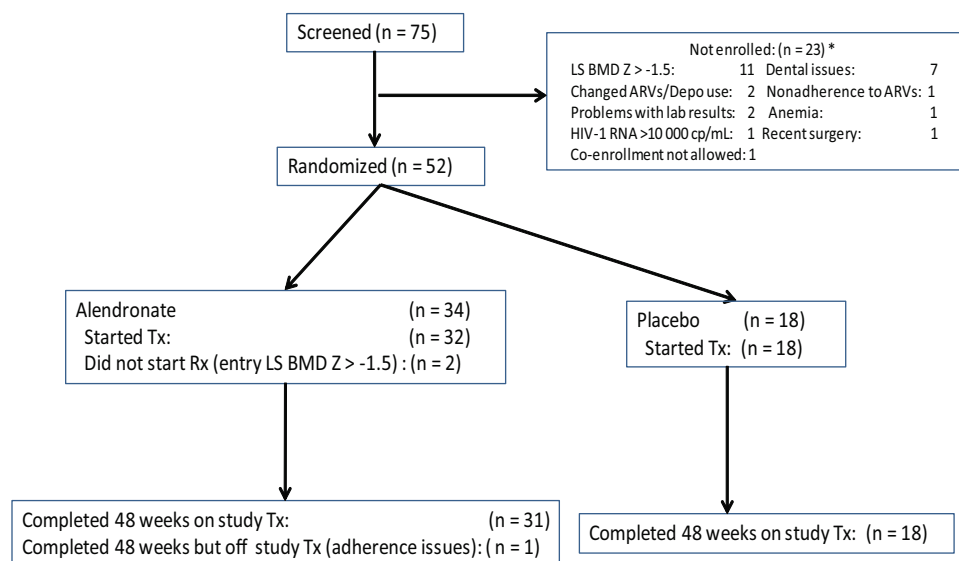 Screened (n = 75)
Not enrolled: (n = 23) *
LS BMD Z > -1.5: 11 Dental issues: 7
Changed ARVs/Depo use: 2 Nonadherence to ARVs: 1
Problems with lab results: 2 Anemia: 1
HIV-1 RNA >10 000 cp/mL: 1 Recent surgery: 1
Co-enrollment not allowed: 1
Randomized (n = 52)
Alendronate (n = 34)
Started Tx: (n = 32)
Did not start Rx (entry LS BMD Z > -1.5) : (n = 2)
Placebo (n = 18)
Started Tx: (n = 18)
Completed 48 weeks on study Tx: (n = 31)
Completed 48 weeks but off study Tx (adherence issues): ( n = 1)
Completed 48 weeks on study Tx: (n = 18)